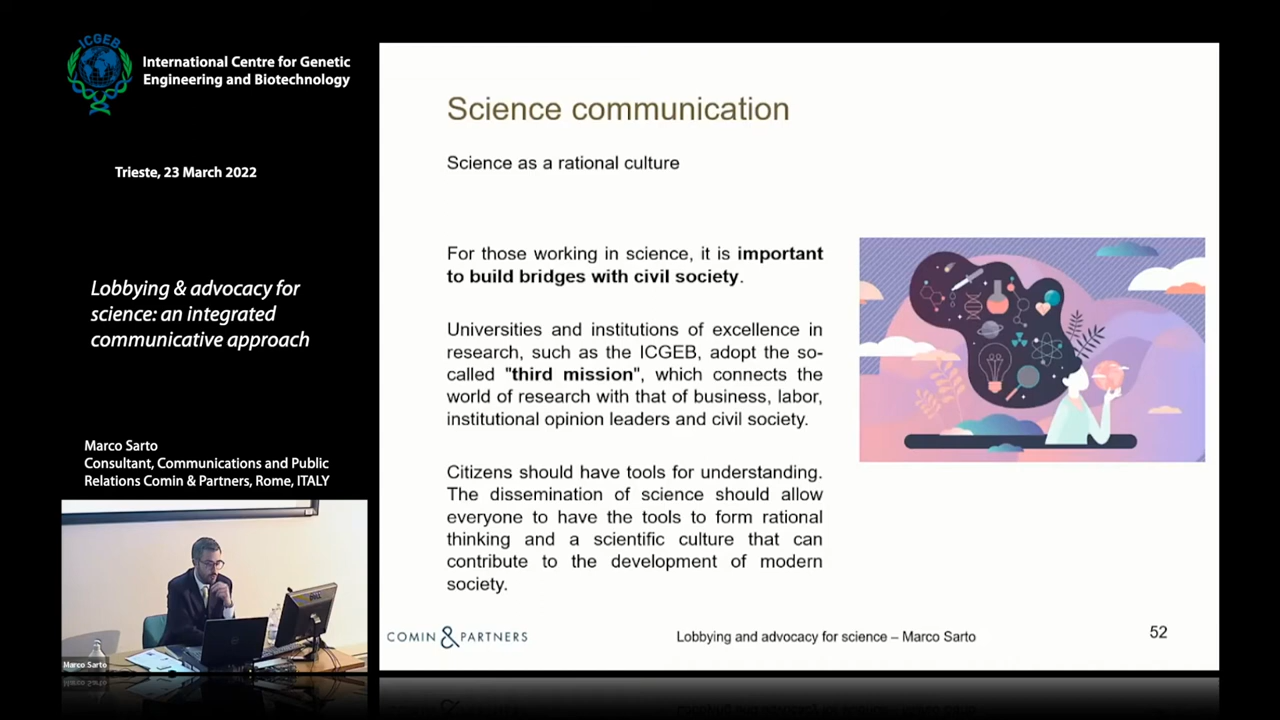 ICGEB
International Centre for Genetic
Engineering and Biotechnology
Trieste, 23 March 2022
Lobbying & advocacy for
science: an integrated
communicative approach
Marco Sarto
Consultant, Communications and Public
Relations Comin & Partners, Rome, ITALY
Marco Sarto
Science communication
Science as a rational culture
For those working in science, it is important
to build bridges with civil society.
Universities and institutions of excellence in
research, such as the ICGEB, adopt the so-
called "third mission", which connects the
world of research with that of business, labor,
institutional opinion leaders and civil society.
Citizens should have tools for understanding.
The dissemination of science should allow
everyone to have the tools to form rational
thinking and a scientific culture that can
contribute to the development of modern
society.
COMIN & PARTNERS
Lobbying and advocacy for science – Marco Sarto
52